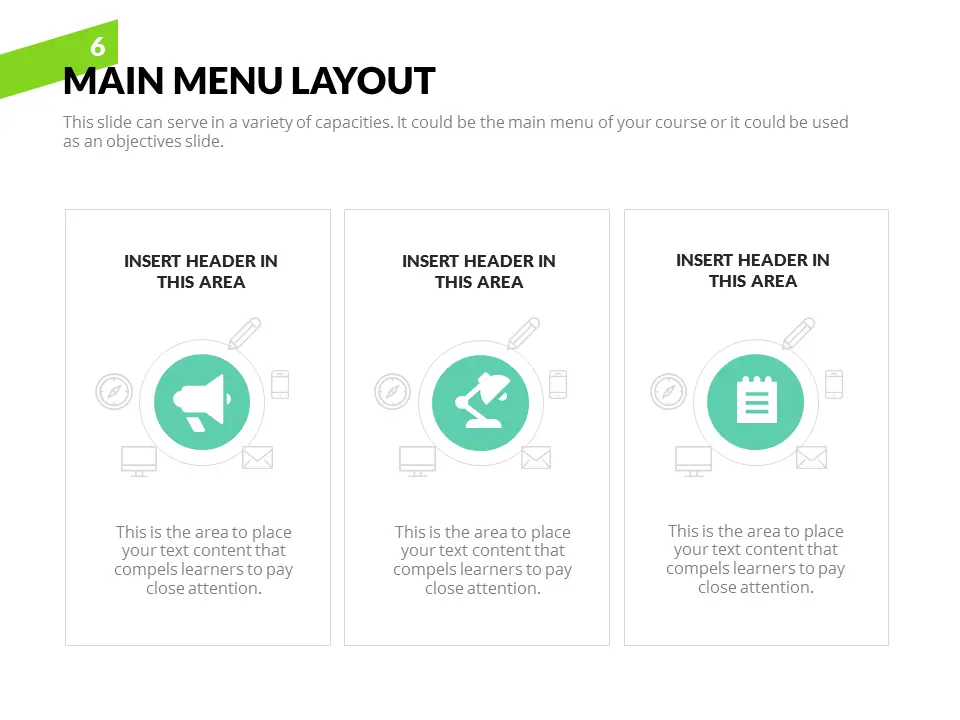 6
MAIN MENU LAYOUT
This slide can serve in a variety of capacities. It could be the main menu of your course or it could be used
as an objectives slide.
INSERT HEADER IN
THIS AREA
This is the area to place
your text content that
compels learners to pay
close attention.
INSERT HEADER IN
THIS AREA
This is the area to place
your text content that
compels learners to pay
close attention.
INSERT HEADER IN
THIS AREA
This is the area to place
your text content that
compels learners to pay
close attention.